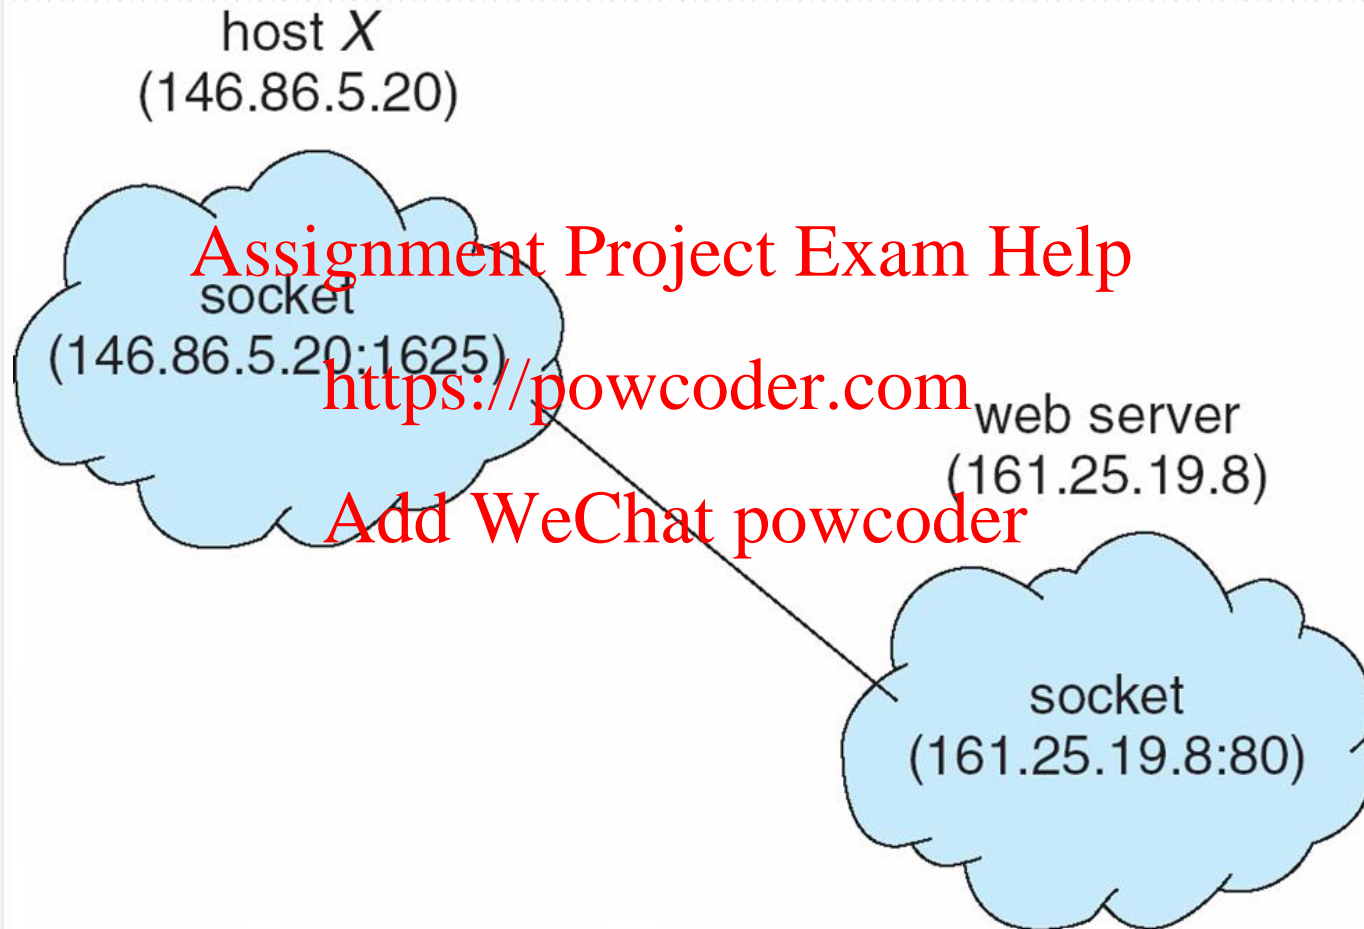 host X
(146.86.5.20)
Assignment Project Exam Help
socket
(146.86.5.20:1625)
https://powcoder.com
web server
(161.25.19.8)
Add WeChat powcoder
socket
(161.25.19.8:80)